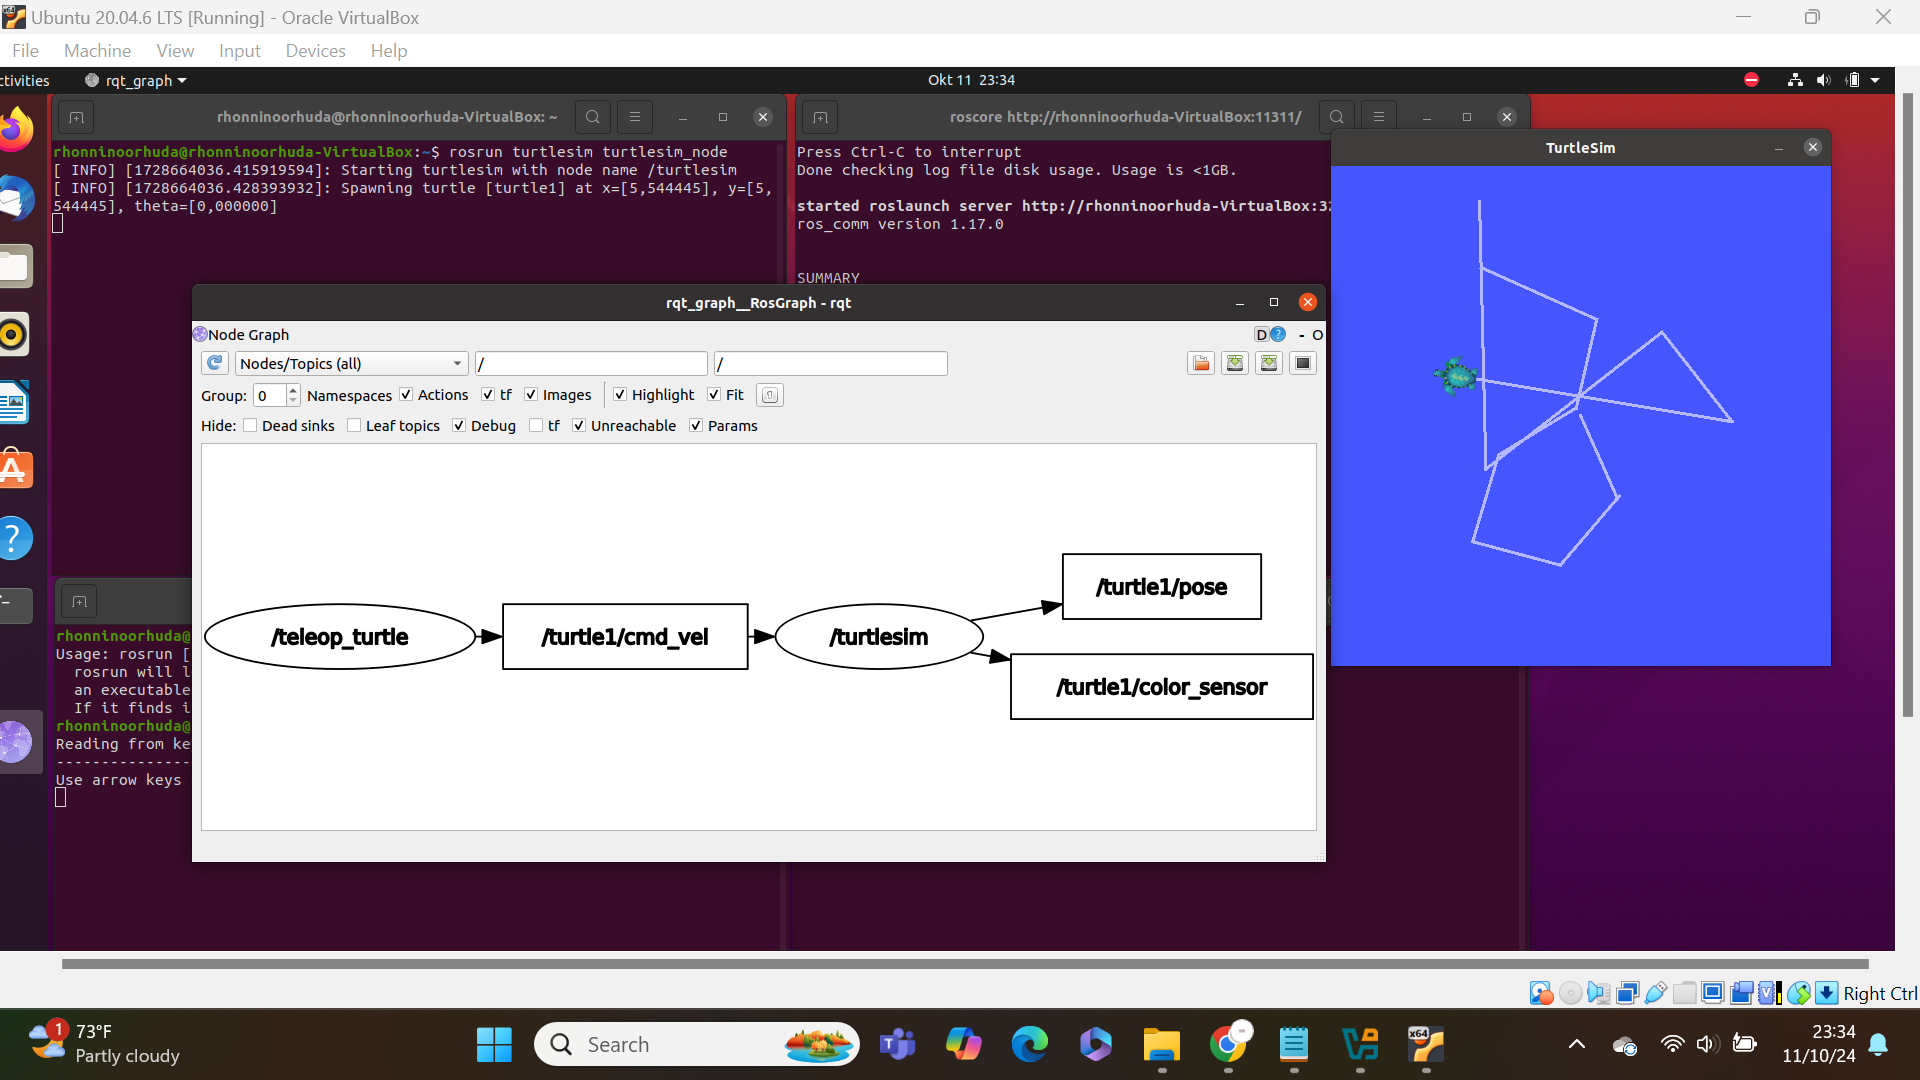 Ubuntu 20.04.6 LTS [Running] - Oracle VirtualBox
File Machine View Input Devices Help
ctivities rqt_graph Okt 11 23:34
rhonninoorhuda@rhonninoorhuda-VirtualBox: ~
rhonninoorhuda@rhonninoorhuda-VirtualBox:~$ rosrun turtlesim turtlesim_node
[ INFO] [1728664036.415919594]: Starting turtlesim with node name /turtlesim
[ INFO] [1728664036.428393932]: Spawning turtle [turtle1] at x=[5,544445], y=[5,
544445], theta=[0,000000]
roscore http://rhonninoorhuda-VirtualBox:11311/
Press Ctrl-C to interrupt
Done checking log file disk usage. Usage is <1GB.
started roslaunch server http://rhonninoorhuda-VirtualBox:3
ros_comm version 1.17.0
SUMMARY
TurtleSim
rqt_graph__RosGraph - rqt
Node Graph D ? - O
Nodes/Topics (all) / /
Group: 0 Namespaces Actions tf Images Highlight Fit
Hide: Dead sinks Leaf topics Debug tf Unreachable Params
/teleop_turtle
/turtle1/cmd_vel
/turtlesim
/turtle1/pose
/turtle1/color_sensor
rhonninoorhuda@
Usage: rosrun [
rosrun will l
an executable
If it finds i
rhonninoorhuda@
Reading from ke
---------------
Use arrow keys
Right Ctrl
1
73°F
Partly cloudy
Search
x64
23:34
11/10/24